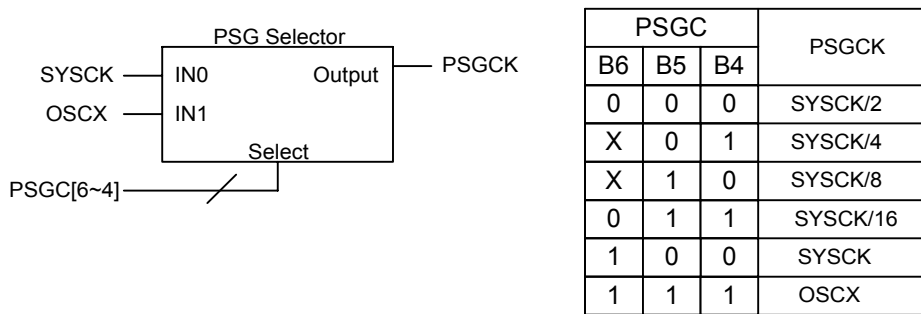 PSG Selector
SYSCK IN0 Output PSGCK
OSCX IN1
Select
PSGC[6~4]
PSGC PSGCK
B6 B5 B4
0 0 0 SYSCK/2
X 0 1 SYSCK/4
X 1 0 SYSCK/8
0 1 1 SYSCK/16
1 0 0 SYSCK
1 1 1 OSCX